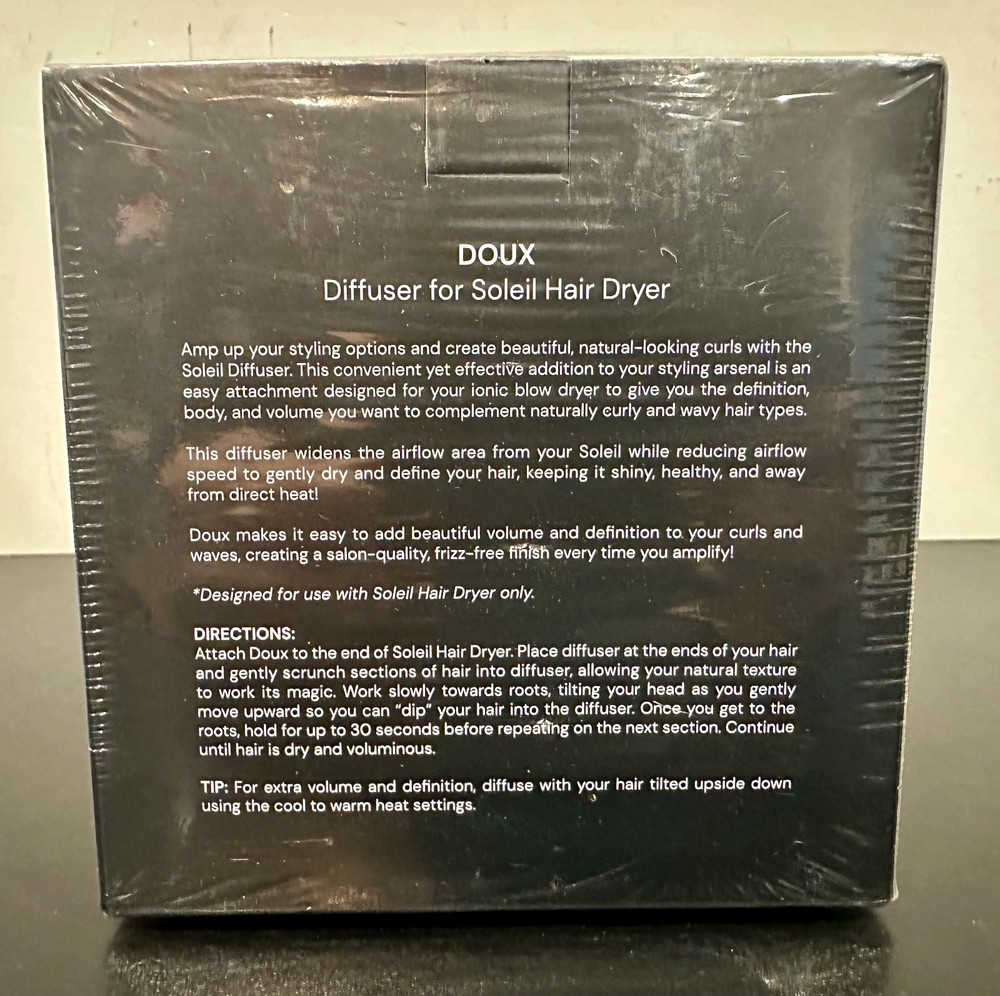 DOUX
Diffuser for Soleil Hair Dryer
Amp up your styling options and create beautiful, natural-looking curls with the
Soleil Diffuser. This convenient yet effective addition to your styling arsenal is an
easy attachment designed for your ionic blow dryer to give you the definition,
body, and volume you want to complement naturally curly and wavy hair types.
This diffuser widens the airflow area from your Soleil while reducing airflow
speed to gently dry and define your hair, keeping it shiny, healthy, and away
from direct heat!
Doux makes it easy to add beautiful volume and definition to your curls and
waves, creating a salon-quality, frizz-free finish every time you amplify!
*Designed for use with Soleil Hair Dryer only.
DIRECTIONS:
Attach Doux to the end of Soleil Hair Dryer. Place diffuser at the ends of your hair
and gently scrunch sections of hair into diffuser, allowing your natural texture
to work its magic. Work slowly towards roots, tilting your head as you gently
move upward so you can “dip” your hair into the diffuser. Once you get to the
roots, hold for up to 30 seconds before repeating on the next section. Continue
until hair is dry and voluminous.
TIP: For extra volume and definition, diffuse with your hair tilted upside down
using the cool to warm heat settings.